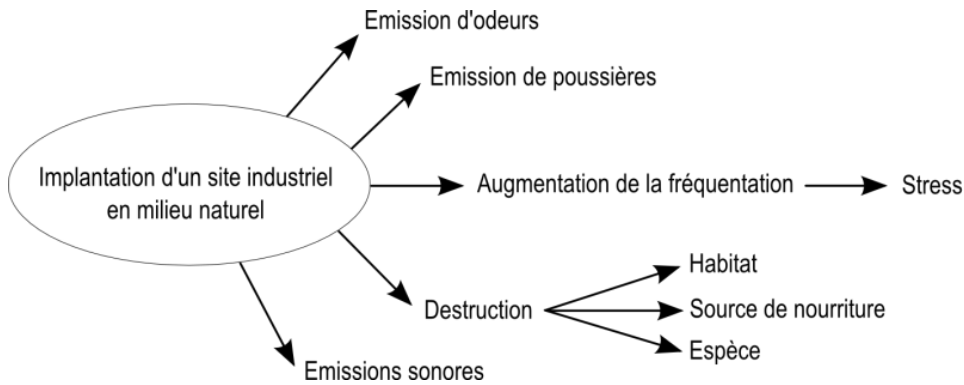 Emission d'odeurs
Emission de poussières
Implantation d'un site industriel
en milieu naturel
Augmentation de la fréquentation
Stress
Habitat
Destruction
Source de nourriture
Espèce
Emissions sonores